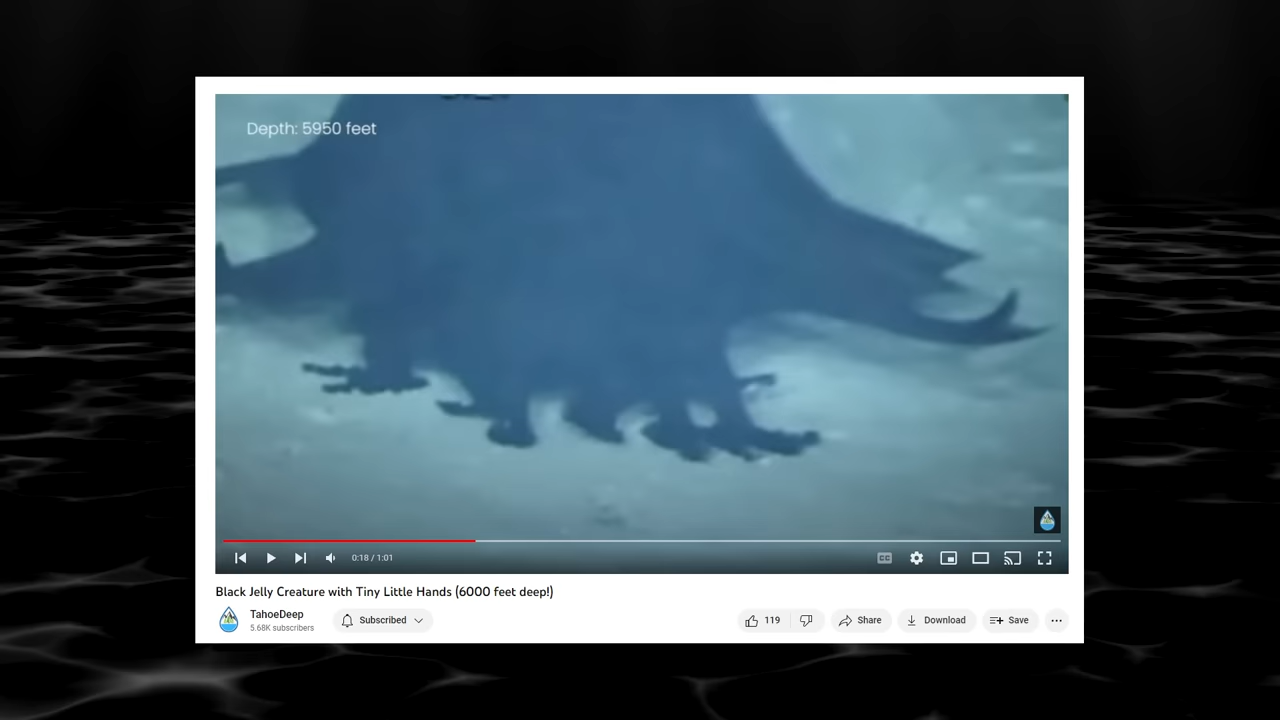 Depth: 5950 feet
0:18 / 1:01
CC
Black Jelly Creature with Tiny Little Hands (6000 feet deep!)
TahoeDeep
5.68K subscribers
Subscribed
119
Share
Download
Save